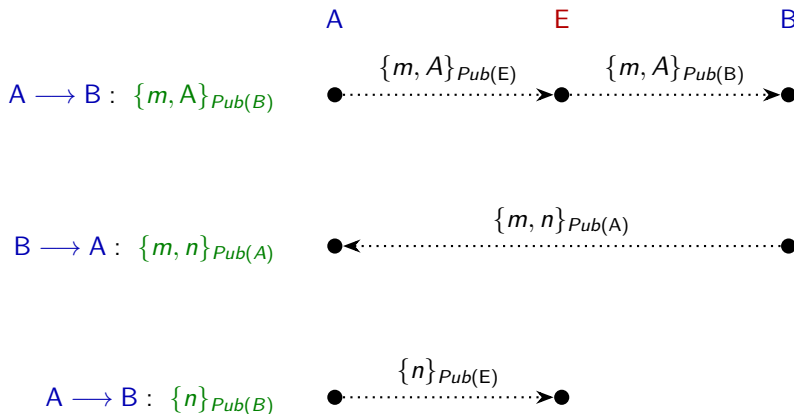 A E B
A ⟶ B : {m, A}Pub(B) {m, A}Pub(E) {m, A}Pub(B)
B ⟶ A : {m, n}Pub(A) {m, n}Pub(A)
A ⟶ B : {n}Pub(B) {n}Pub(E)